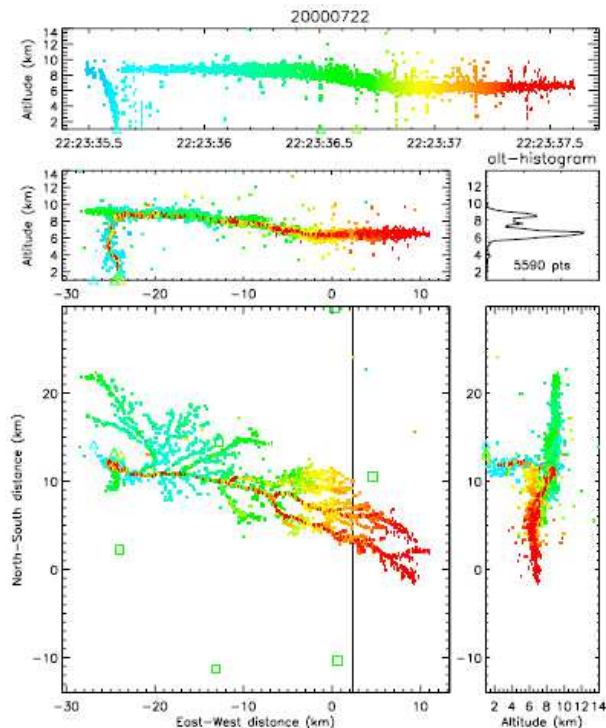 20000722
Altitude (km)
14
12
10
8
6
4
2
22:23:35.5 22:23:36 22:23:36.5 22:23:37 22:23:37.5
alt-histogram
Altitude (km)
14
12
10
8
6
4
2
-30 -20 -10 0 10
12
10
8
6
4
2
5590 pts
North-South distance (km)
20
10
0
-10
-30 -20 -10 0 10
East-West distance (km)
2 4 6 8 10 12 14
Altitude (km)